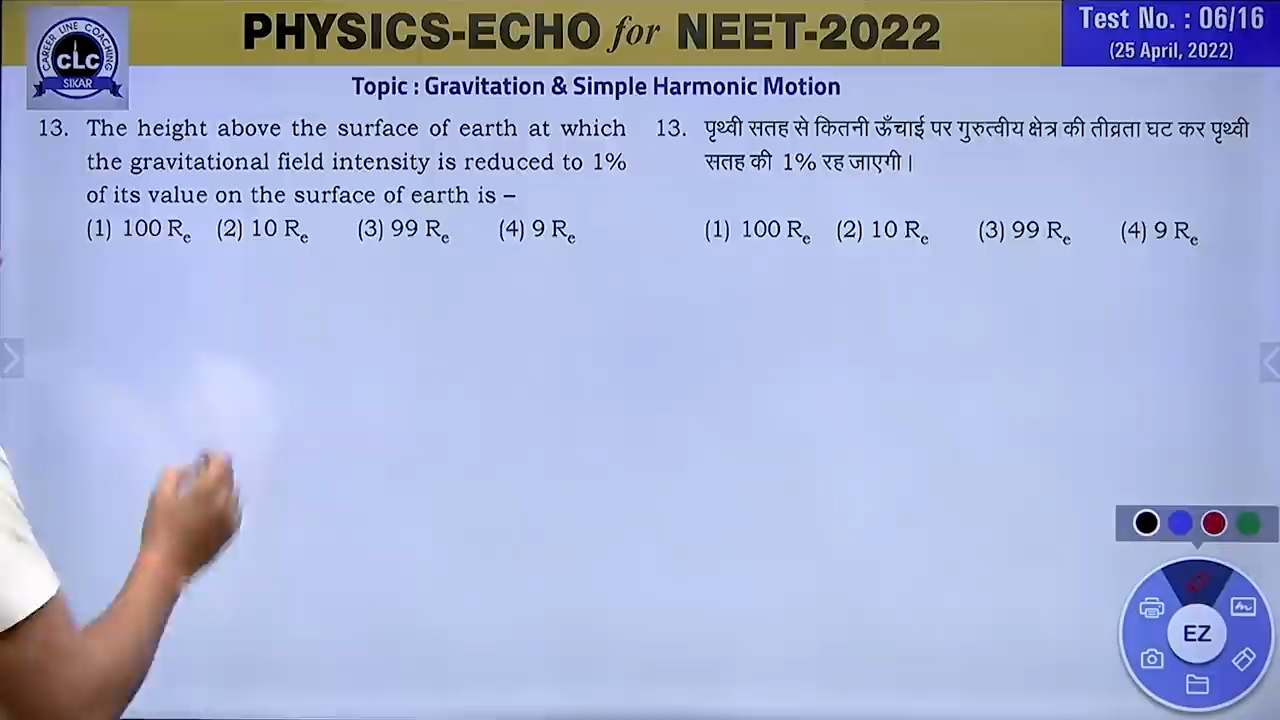 CAREER LINE COACHING
CLC
SIKAR
PHYSICS-ECHO for NEET-2022
Test No. : 06/16
(25 April, 2022)
Topic : Gravitation & Simple Harmonic Motion
13. The height above the surface of earth at which
the gravitational field intensity is reduced to 1%
of its value on the surface of earth is –
(1) 100 Re (2) 10 Re (3) 99 Re (4) 9 Re
13. पृथ्वी सतह से कितनी ऊँचाई पर गुरुत्वीय क्षेत्र की तीव्रता घट कर पृथ्वी
सतह की 1% रह जाएगी।
(1) 100 Re (2) 10 Re (3) 99 Re (4) 9 Re
EZ